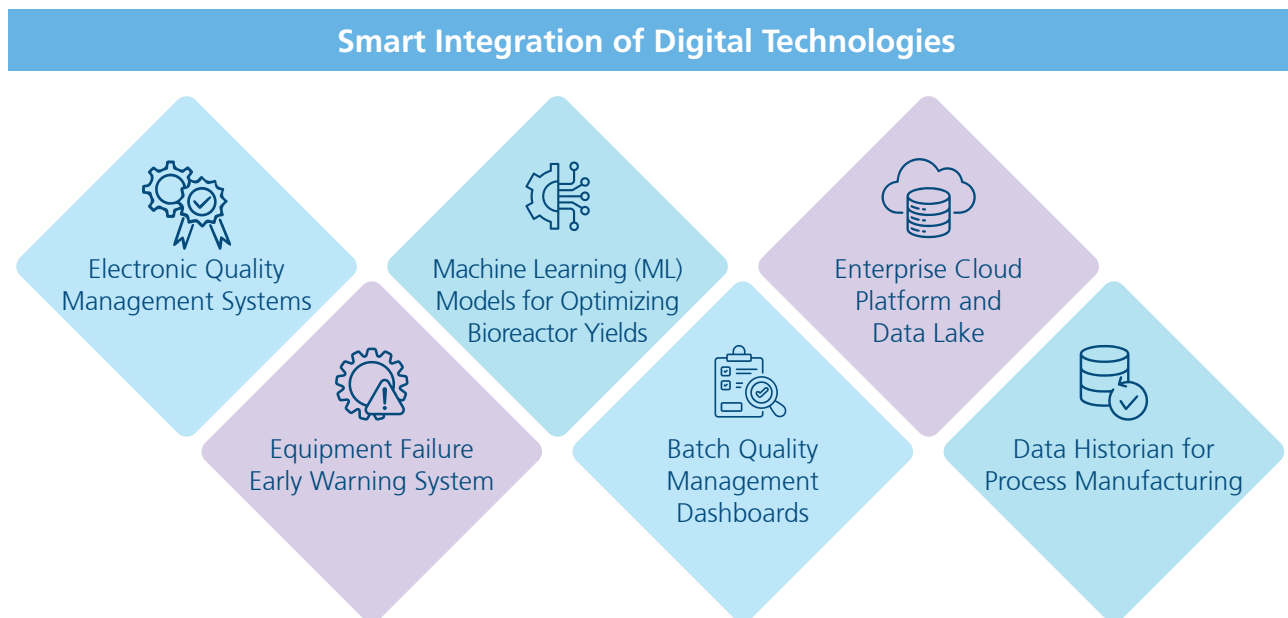 Smart Integration of Digital Technologies
Electronic Quality
Management Systems
Machine Learning (ML)
Models for Optimizing
Bioreactor Yields
Enterprise Cloud
Platform and
Data Lake
Equipment Failure
Early Warning System
Batch Quality
Management
Dashboards
Data Historian for
Process Manufacturing